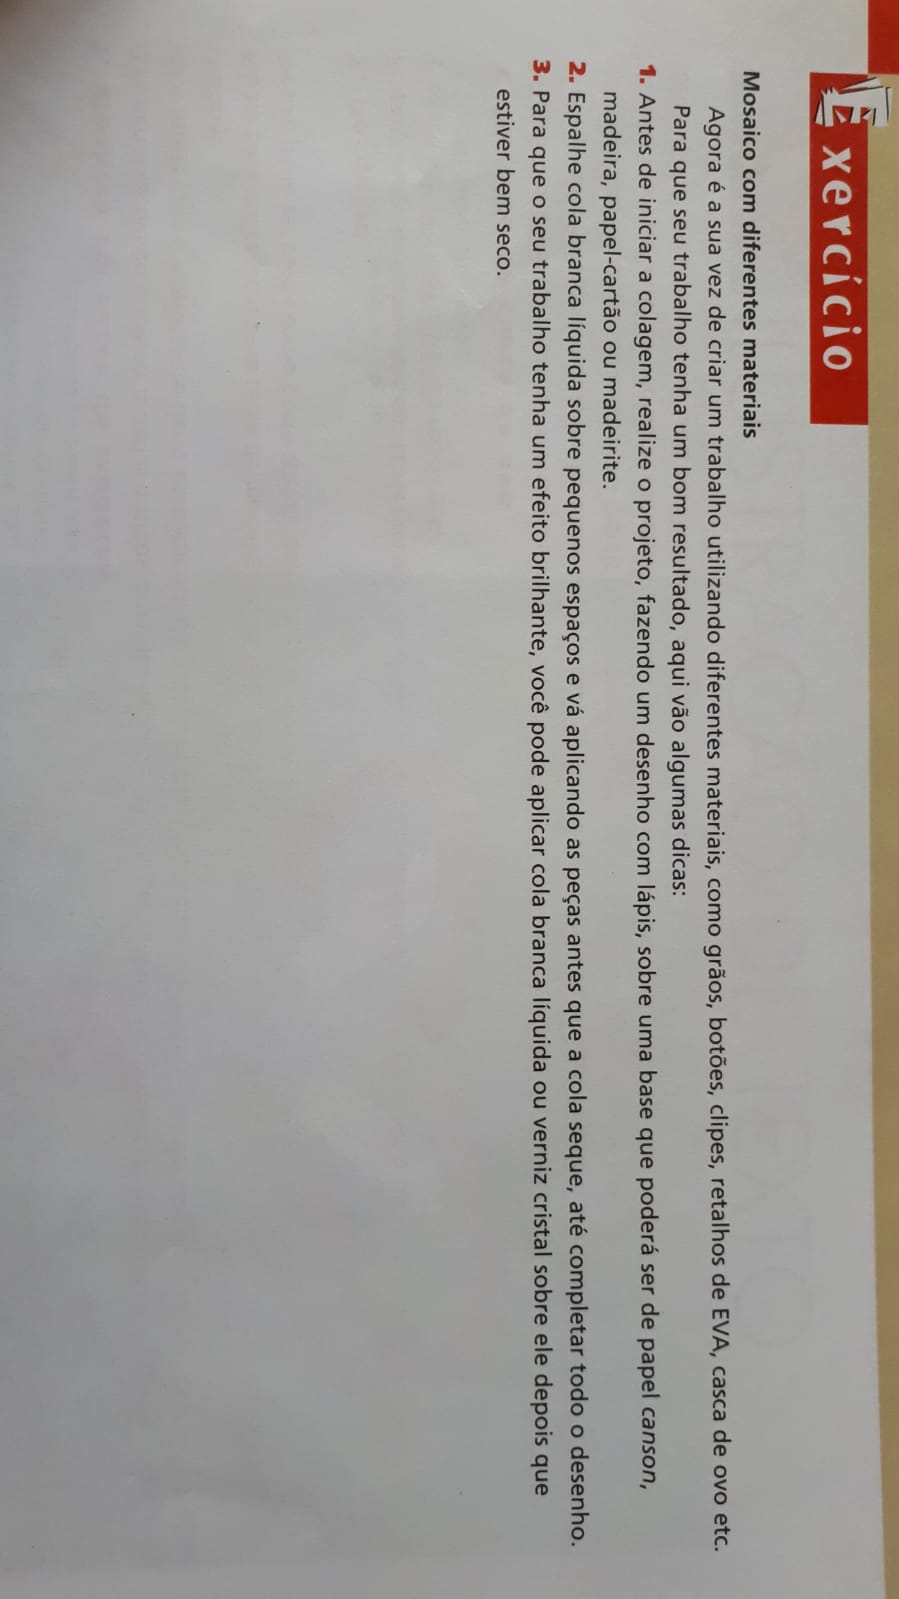 Exercício
Mosaico com diferentes materiais
Agora é a sua vez de criar um trabalho utilizando diferentes materiais, como grãos, botões, clipes, retalhos de EVA, casca de ovo etc.
Para que seu trabalho tenha um bom resultado, aqui vão algumas dicas:
1. Antes de iniciar a colagem, realize o projeto, fazendo um desenho com lápis, sobre uma base que poderá ser de papel canson,
madeira, papel-cartão ou madeirite.
2. Espalhe cola branca líquida sobre pequenos espaços e vá aplicando as peças antes que a cola seque, até completar todo o desenho.
3. Para que o seu trabalho tenha um efeito brilhante, você pode aplicar cola branca líquida ou verniz cristal sobre ele depois que
estiver bem seco.